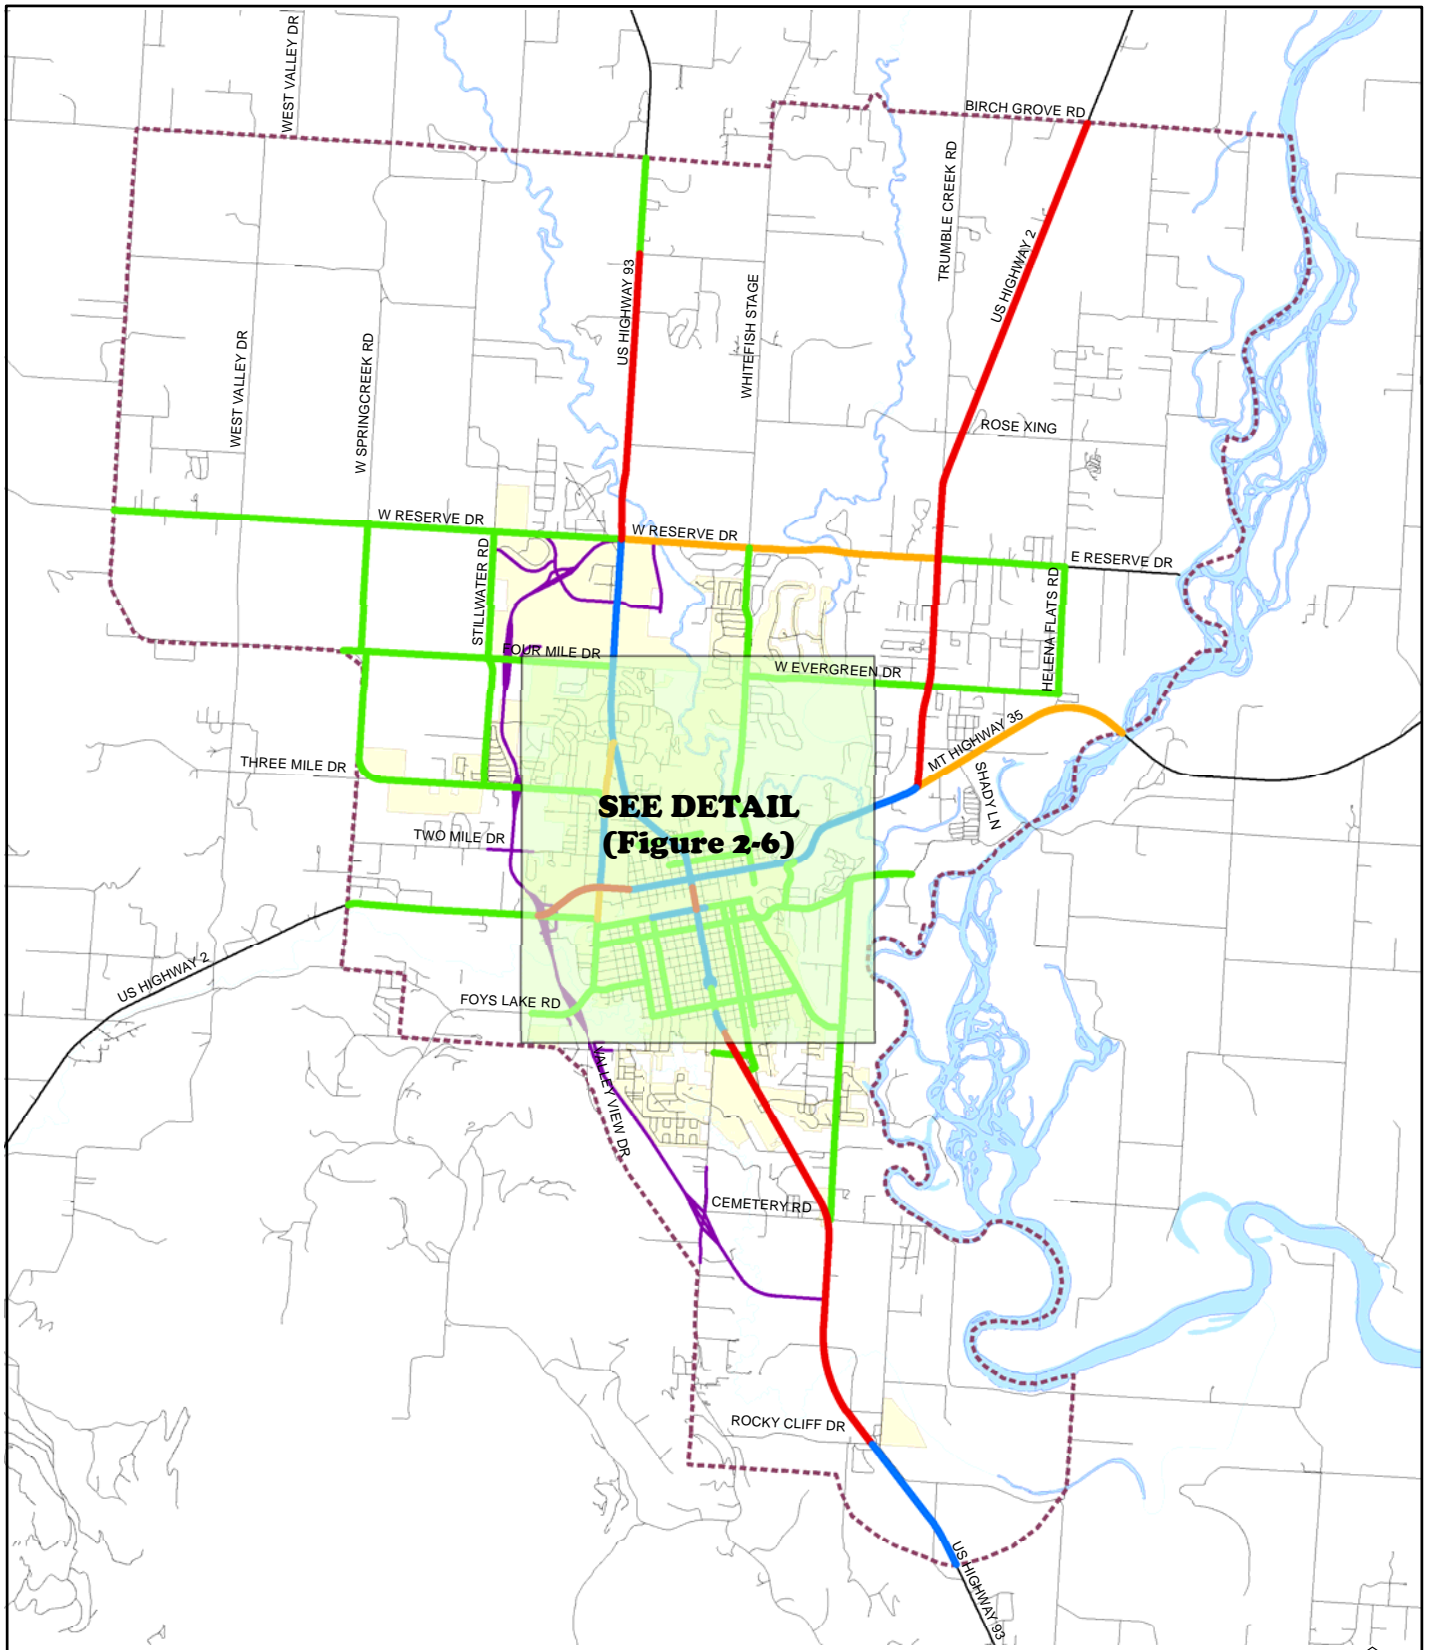 WEST VALLEY DR
BIRCH GROVE RD
TRUMBLE CREEK RD
US HIGHWAY 2
US HIGHWAY 93
WHITEFISH STAGE
WEST VALLEY DR
W SPRINGCREEK RD
ROSE XING
W RESERVE DR
W RESERVE DR
E RESERVE DR
STILLWATER RD
HELENA FLATS RD
FOUR MILE DR
W EVERGREEN DR
MT HIGHWAY 35
THREE MILE DR
SHADY LN
SEE DETAIL
(Figure 2-6)
TWO MILE DR
US HIGHWAY 2
FOYS LAKE RD
VALLEY VIEW DR
CEMETERY RD
ROCKY CLIFF DR
US HIGHWAY 93